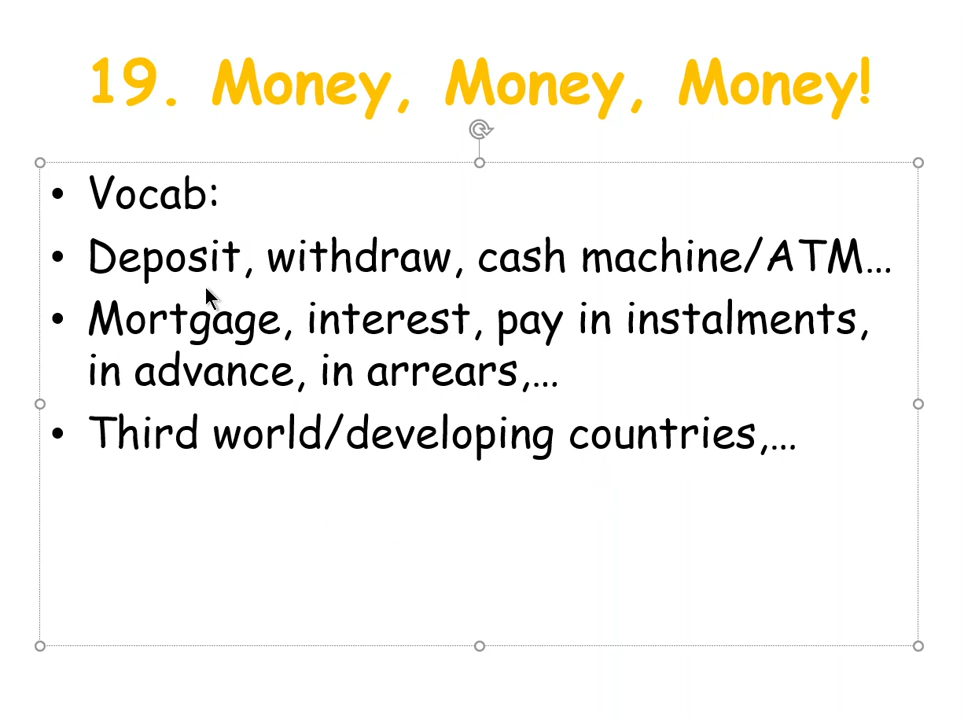 19. Money, Money, Money!
• Vocab:
• Deposit, withdraw, cash machine/ATM…
• Mortgage, interest, pay in instalments,
in advance, in arrears,…
• Third world/developing countries,…